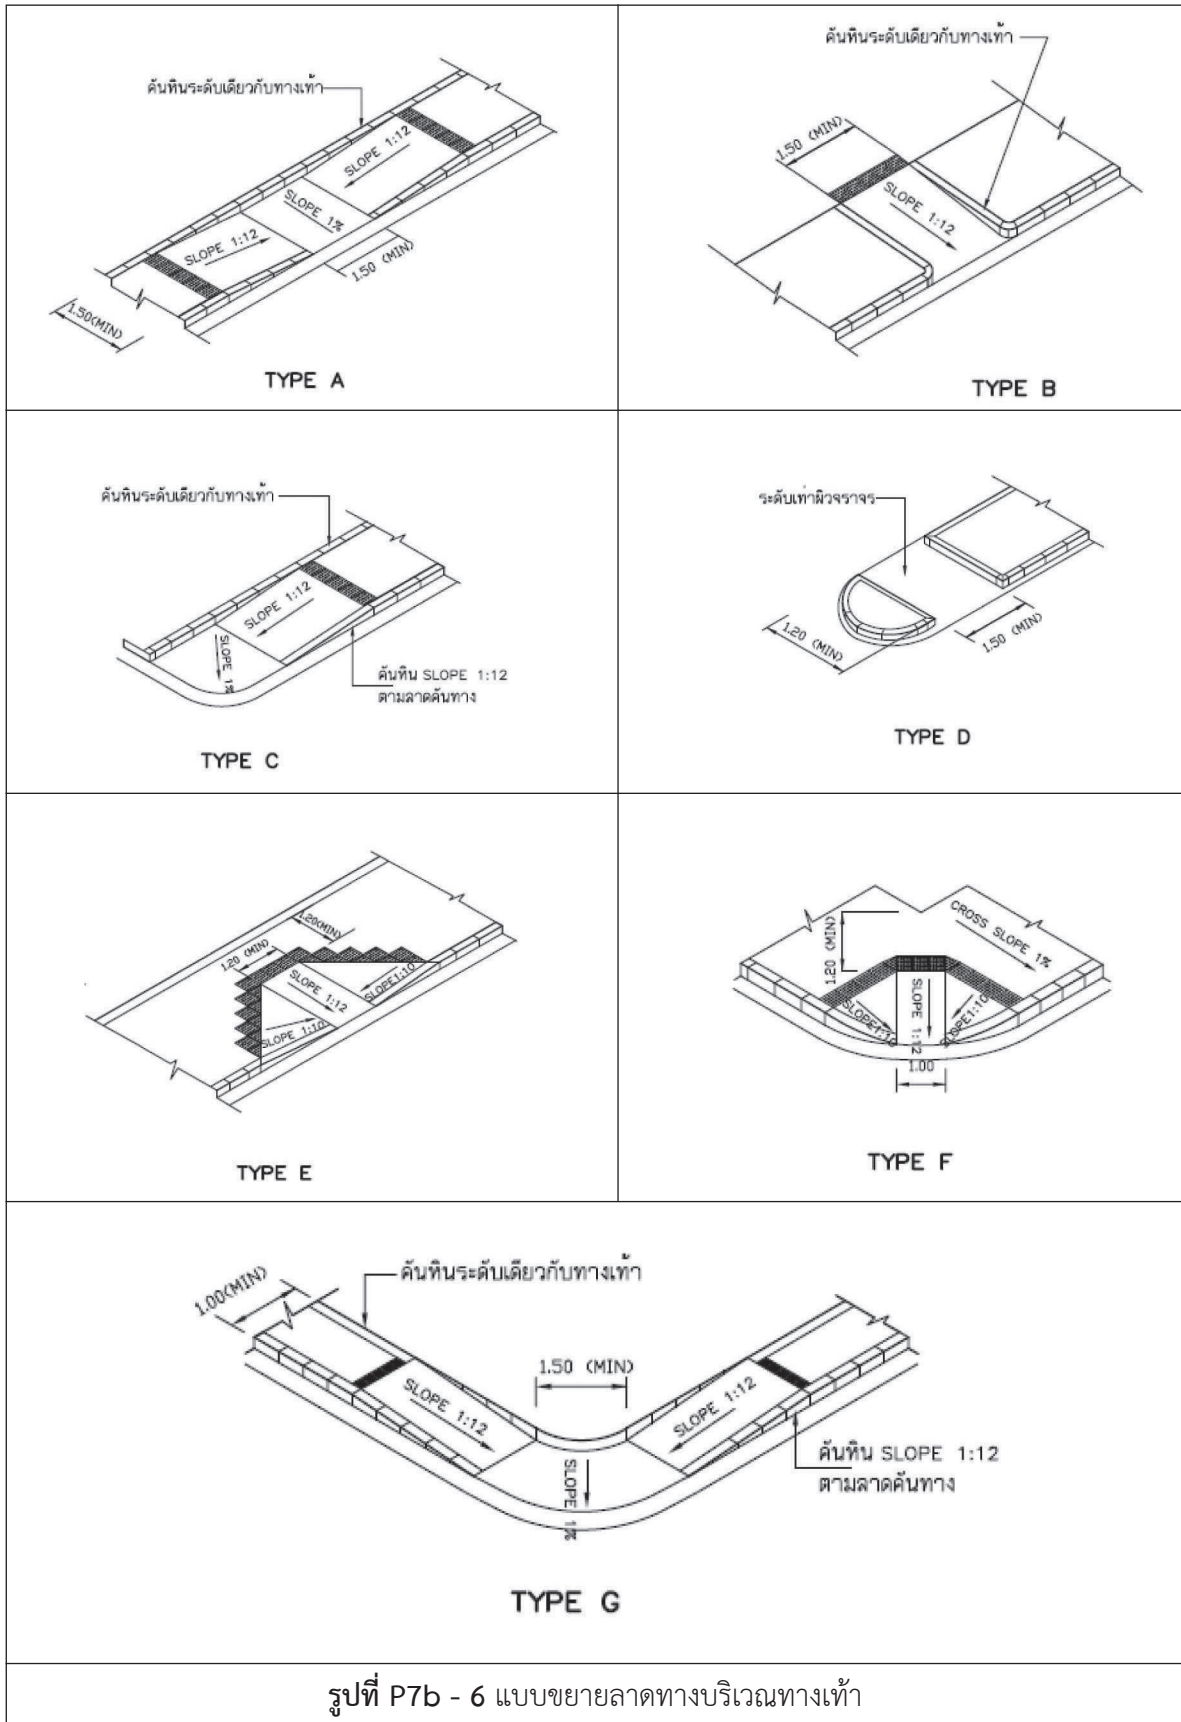 คันหินระดับเดียวกับทางเท้า
SLOPE 1:12
SLOPE 1%
SLOPE 1:12
1.50 (MIN)
1.50(MIN)
TYPE A
คันหินระดับเดียวกับทางเท้า
1.50 (MIN)
SLOPE 1:12
TYPE B
คันหินระดับเดียวกับทางเท้า
SLOPE 1:12
SLOPE 1%
คันหิน SLOPE 1:12
ตามลาดคันทาง
TYPE C
ระดับเท่าผิวจราจร
1.20 (MIN)
1.50 (MIN)
TYPE D
1.20(MIN)
1.20 (MIN)
SLOPE 1:12
SLOPE1:10
SLOPE 1:10
TYPE E
1.20 (MIN)
CROSS SLOPE 1%
SLOPE1:10
SLOPE 1:12
SLOPE1:10
1.00
TYPE F
1.00(MIN)
คันหินระดับเดียวกับทางเท้า
1.50 (MIN)
SLOPE 1:12
SLOPE 1:12
SLOPE 1%
คันหิน SLOPE 1:12
ตามลาดคันทาง
TYPE G
รูปที่ P7b - 6 แบบขยายลาดทางบริเวณทางเท้า